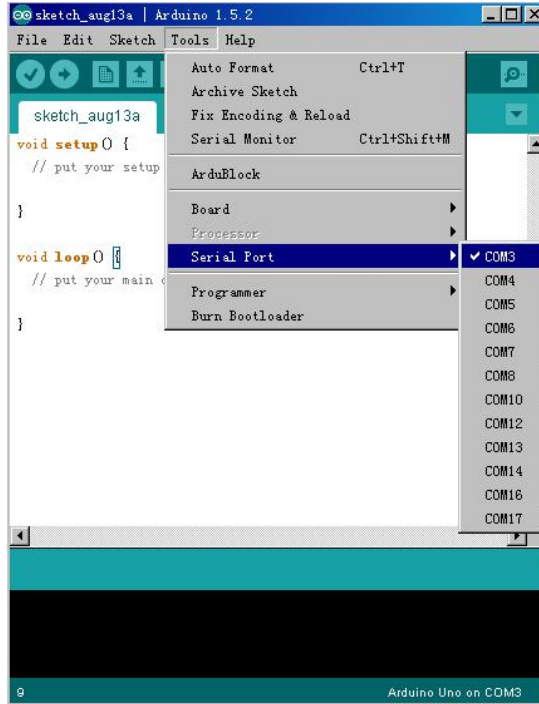 sketch_aug13a | Arduino 1.5.2
File Edit Sketch Tools Help
sketch_aug13a
void setup() {
// put your setup
}
void loop() {
// put your main
}
Auto Format Ctrl+T
Archive Sketch
Fix Encoding & Reload
Serial Monitor Ctrl+Shift+M
ArduBlock
Board
Processor
Serial Port
Programmer
Burn Bootloader
COM3
COM4
COM5
COM6
COM7
COM8
COM10
COM12
COM13
COM14
COM16
COM17
9 Arduino Uno on COM3